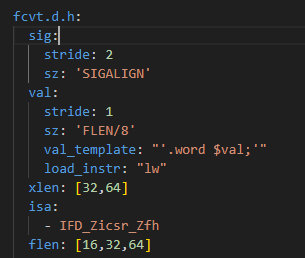 fcvt.d.h:
  sig:
    stride: 2
    sz: 'SIGALIGN'
  val:
    stride: 1
    sz: 'FLEN/8'
    val_template: "'.word $val;'"
    load_instr: "lw"
  xlen: [32,64]
  isa:
    - IFD_Zicsr_Zfh
  flen: [16,32,64]